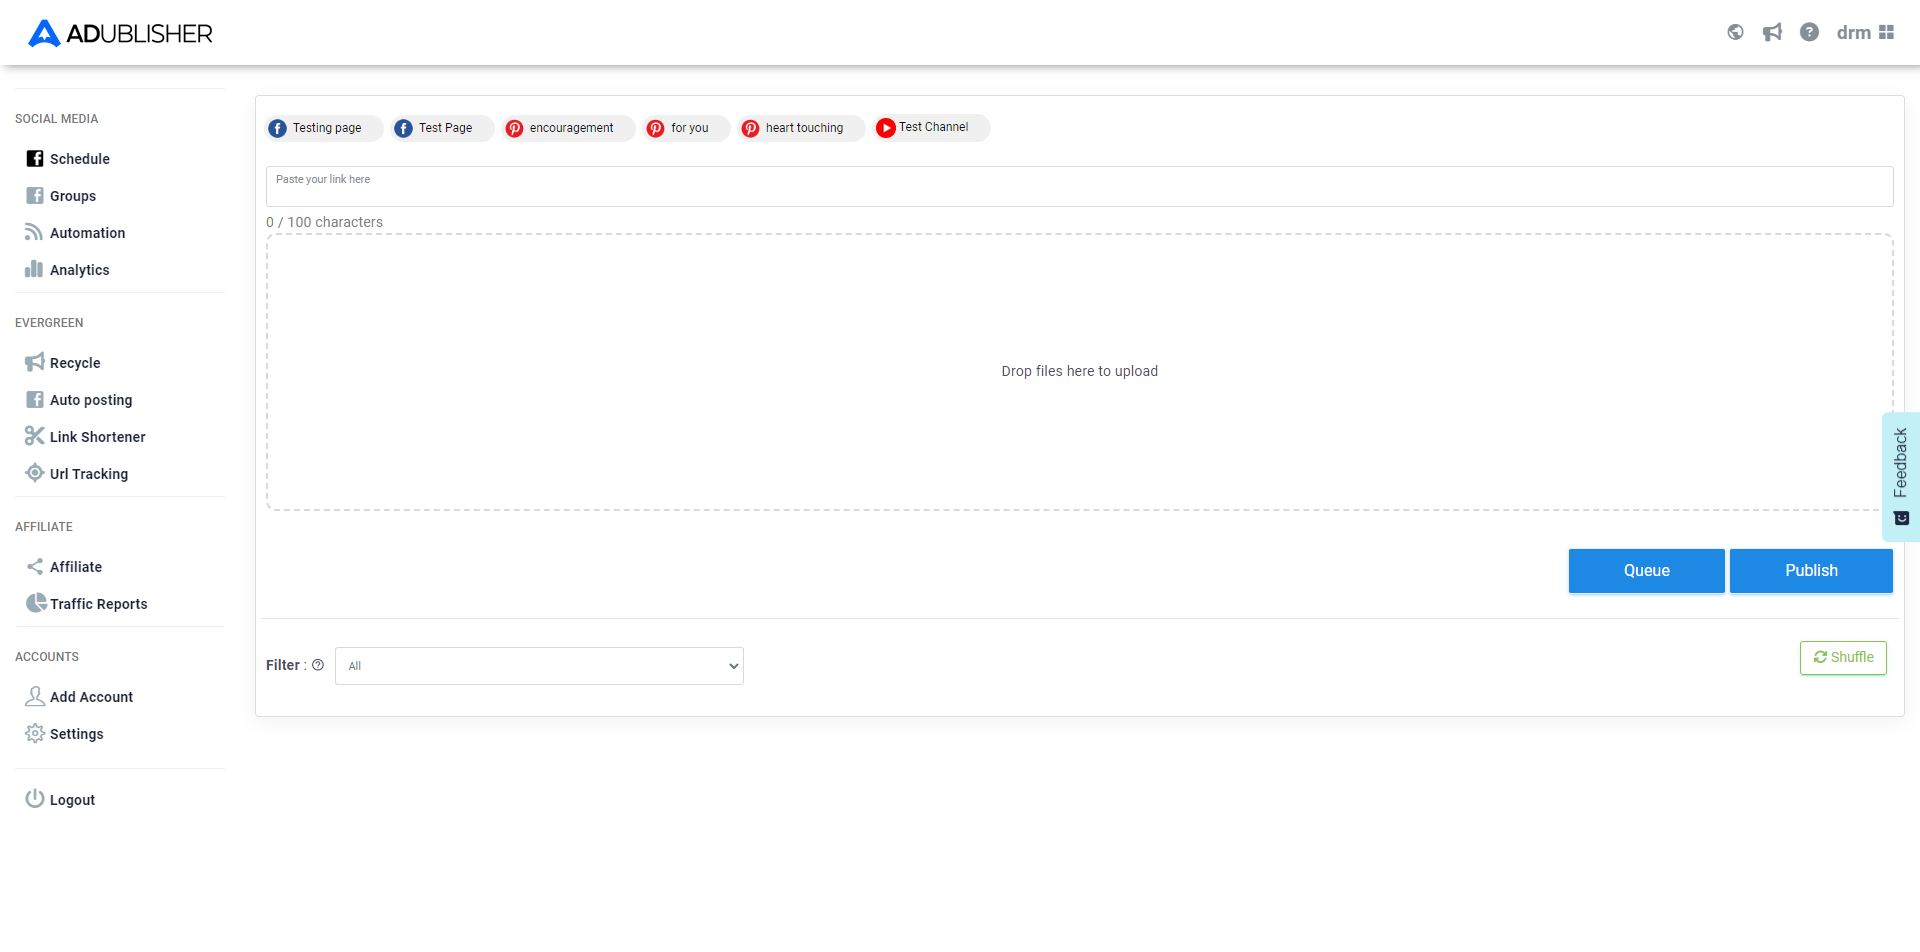 ADUBLISHER
drm
SOCIAL MEDIA
Schedule
Groups
Automation
Analytics
EVERGREEN
Recycle
Auto posting
Link Shortener
Url Tracking
AFFILIATE
Affiliate
Traffic Reports
ACCOUNTS
Add Account
Settings
Logout
Testing page Test Page encouragement for you heart touching Test Channel
Paste your link here
0 / 100 characters
Drop files here to upload
Feedback
Queue Publish
Filter : All Shuffle